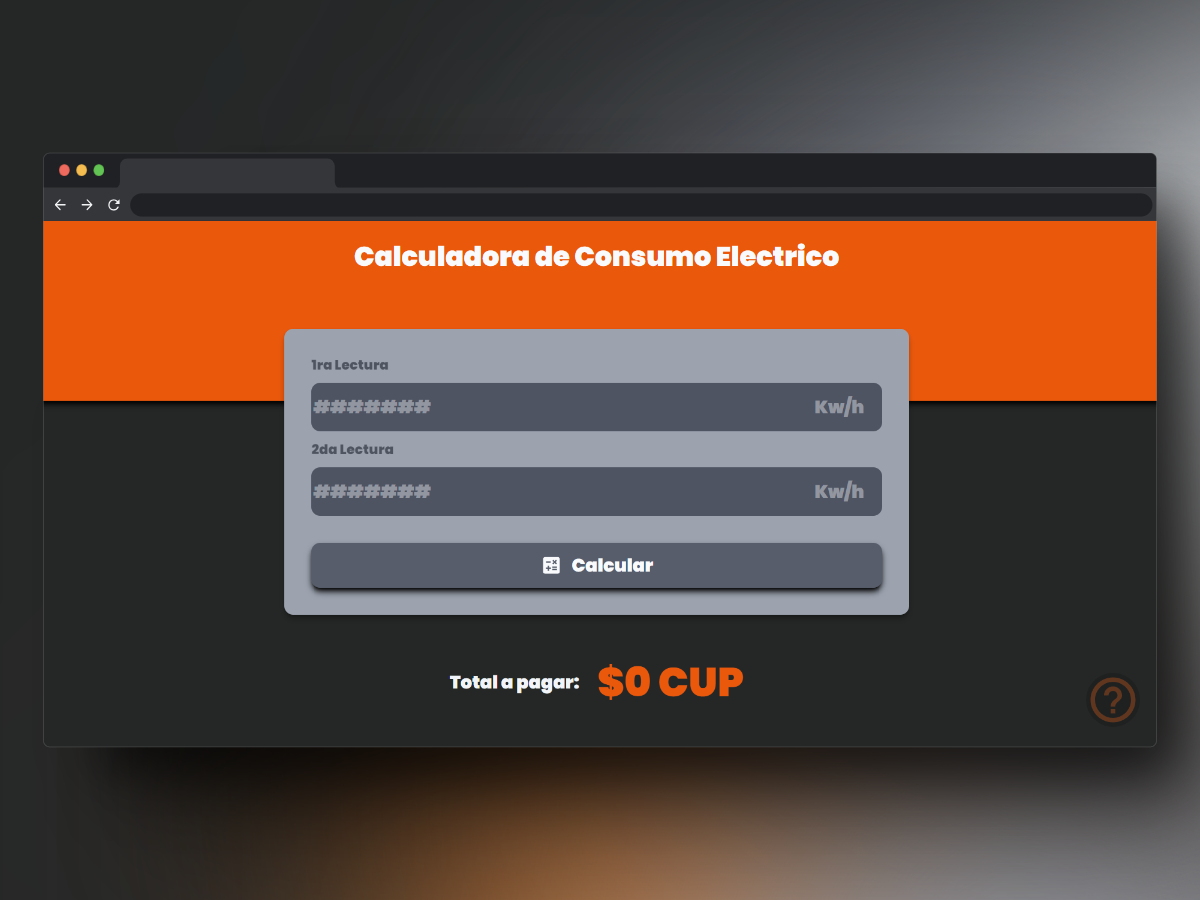 Calculadora de Consumo Electrico
1ra Lectura
####### Kw/h
2da Lectura
####### Kw/h
Calcular
Total a pagar: $0 CUP
?